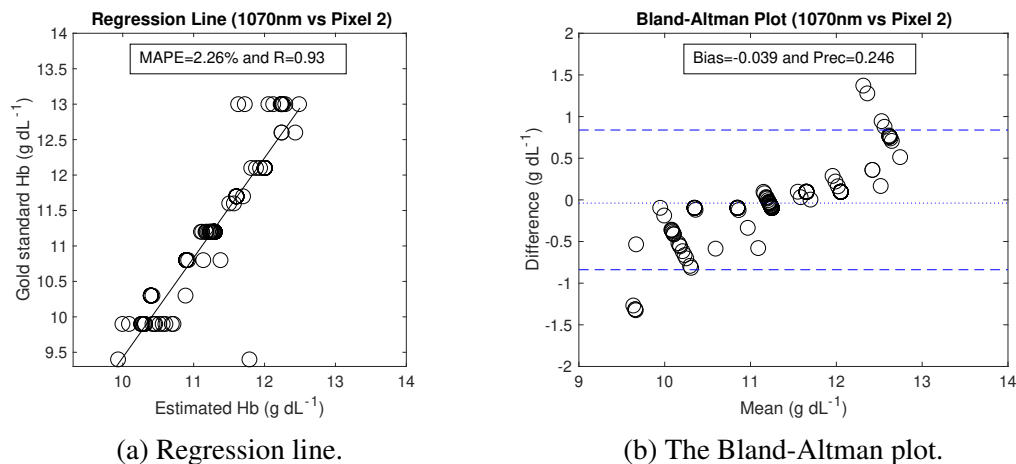 Regression Line (1070nm vs Pixel 2)
MAPE=2.26% and R=0.93
Gold standard Hb (g dL⁻¹)
14
13.5
13
12.5
12
11.5
11
10.5
10
9.5
10 11 12 13 14
Estimated Hb (g dL⁻¹)
(a) Regression line.
Bland-Altman Plot (1070nm vs Pixel 2)
Bias=-0.039 and Prec=0.246
Difference (g dL⁻¹)
2
1.5
1
0.5
0
-0.5
-1
-1.5
-2
9 10 11 12 13 14
Mean (g dL⁻¹)
(b) The Bland-Altman plot.